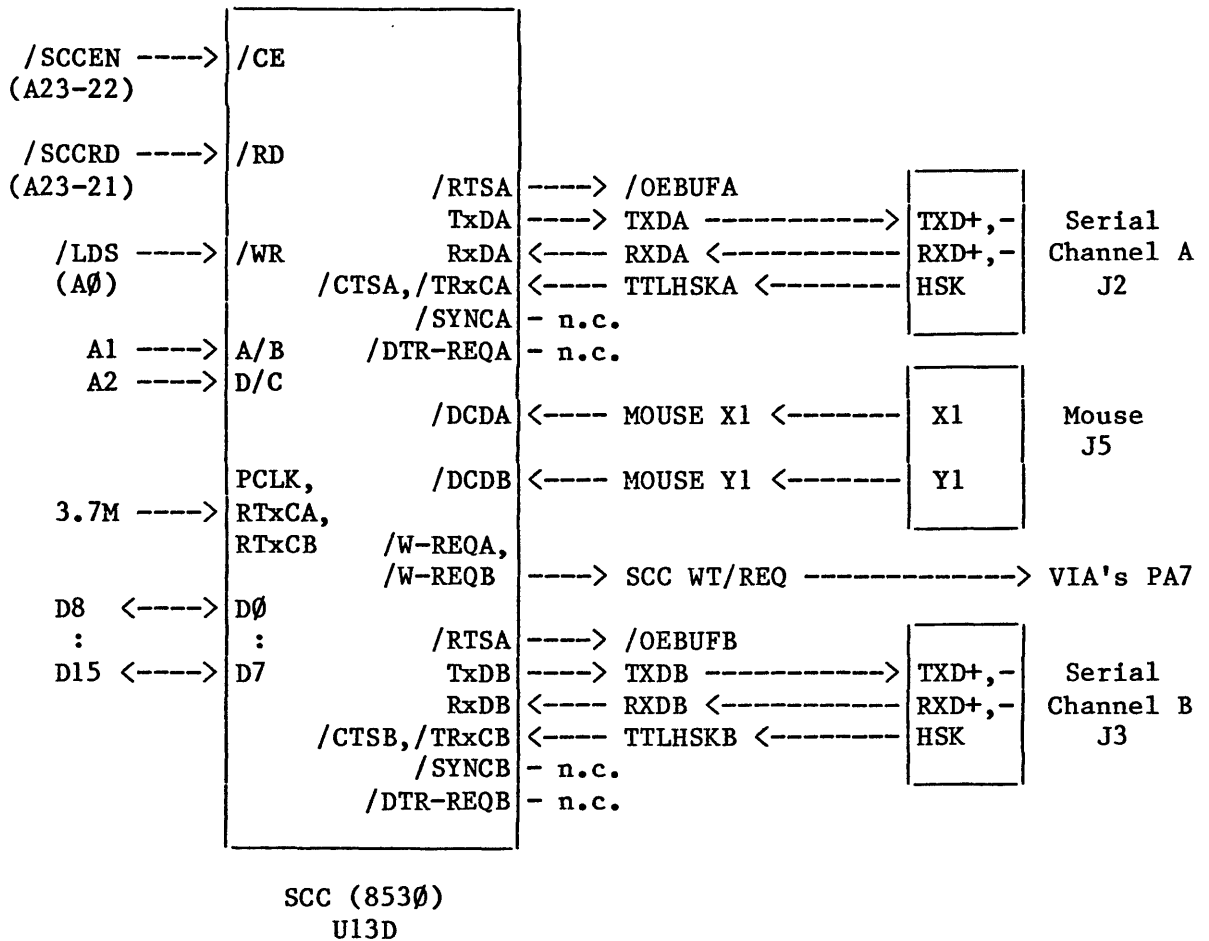 /SCCEN ----> /CE
(A23-22)
/SCCRD ----> /RD
(A23-21)
/RTSA ----> /OEBUFA
TxDA ----> TXDA -----------> TXD+,- Serial
/LDS ----> /WR RxDA <---- RXDA <----------- RXD+,- Channel A
(AØ) /CTSA,/TRxCA <---- TTLHSKA <-------- HSK J2
/SYNCA - n.c.
A1 ----> A/B /DTR-REQA - n.c.
A2 ----> D/C
/DCDA <---- MOUSE X1 <------- X1 Mouse
J5
PCLK, /DCDB <---- MOUSE Y1 <------- Y1
3.7M ----> RTxCA,
RTxCB /W-REQA,
/W-REQB ----> SCC WT/REQ --------------> VIA's PA7
D8 <----> DØ
: : /RTSA ----> /OEBUFB
D15 <----> D7 TxDB ----> TXDB -----------> TXD+,- Serial
RxDB <---- RXDB <----------- RXD+,- Channel B
/CTSB,/TRxCB <---- TTLHSKB <-------- HSK J3
/SYNCB - n.c.
/DTR-REQB - n.c.
SCC (853Ø)
U13D